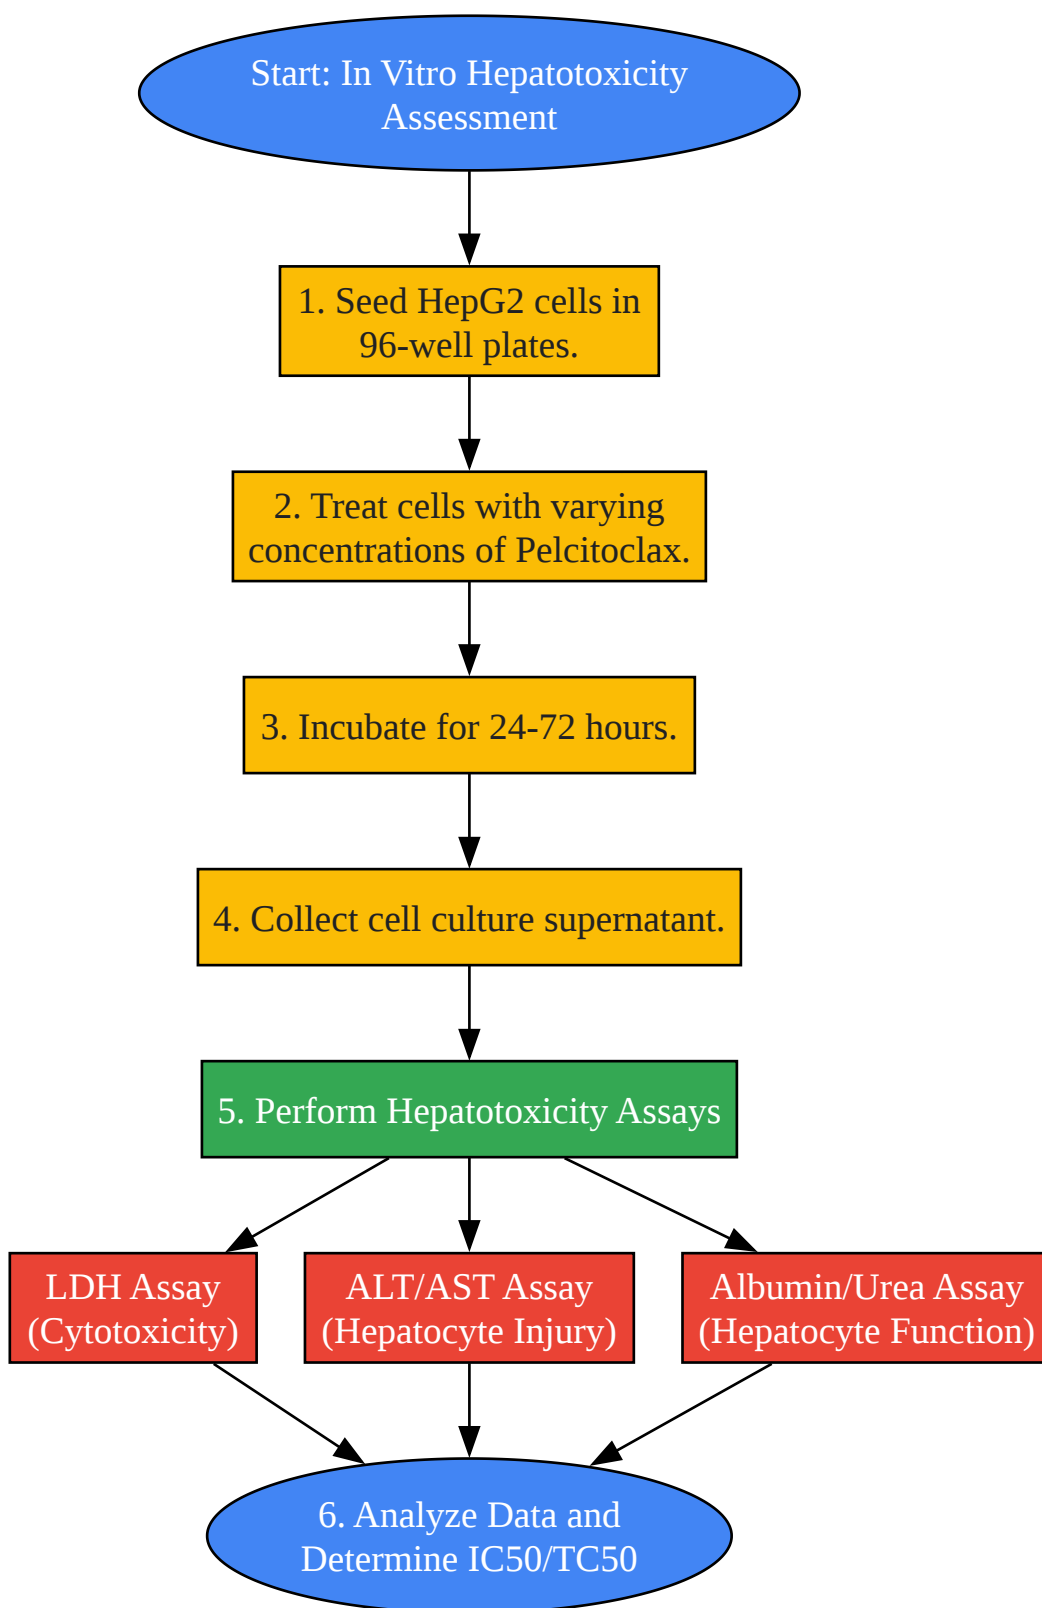 Start: In Vitro Hepatotoxicity
Assessment
1. Seed HepG2 cells in
96-well plates.
2. Treat cells with varying
concentrations of Pelcitoclax.
3. Incubate for 24-72 hours.
4. Collect cell culture supernatant.
5. Perform Hepatotoxicity Assays
LDH Assay
(Cytotoxicity)
ALT/AST Assay
(Hepatocyte Injury)
Albumin/Urea Assay
(Hepatocyte Function)
6. Analyze Data and
Determine IC50/TC50